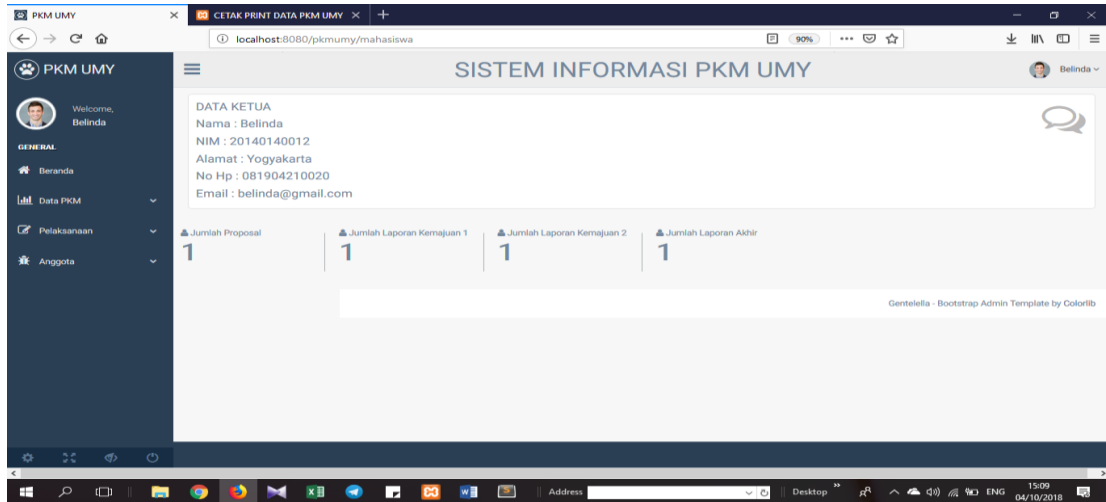 PKM UMY
CETAK PRINT DATA PKM UMY
localhost:8080/pkmumy/mahasiswa
90%
PKM UMY
SISTEM INFORMASI PKM UMY
Belinda
Welcome,
Belinda
GENERAL
Beranda
Data PKM
Pelaksanaan
Anggota
DATA KETUA
Nama : Belinda
NIM : 20140140012
Alamat : Yogyakarta
No Hp : 081904210020
Email : belinda@gmail.com
Jumlah Proposal
1
Jumlah Laporan Kemajuan 1
1
Jumlah Laporan Kemajuan 2
1
Jumlah Laporan Akhir
1
Gentelella - Bootstrap Admin Template by Colorlib
Address
Desktop
ENG
15:09
04/10/2018